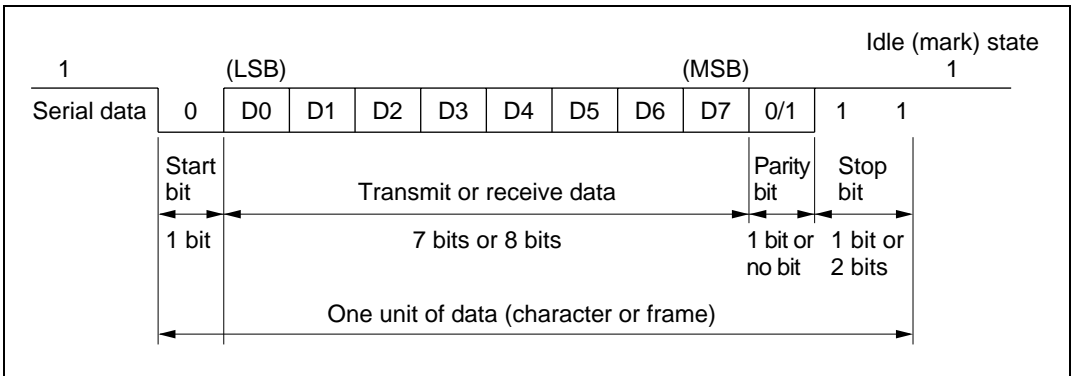 Idle (mark) state
1 (LSB) (MSB) 1
Serial data 0 D0 D1 D2 D3 D4 D5 D6 D7 0/1 1 1
Start bit
Transmit or receive data
Parity bit
Stop bit
1 bit
7 bits or 8 bits
1 bit or no bit
1 bit or 2 bits
One unit of data (character or frame)